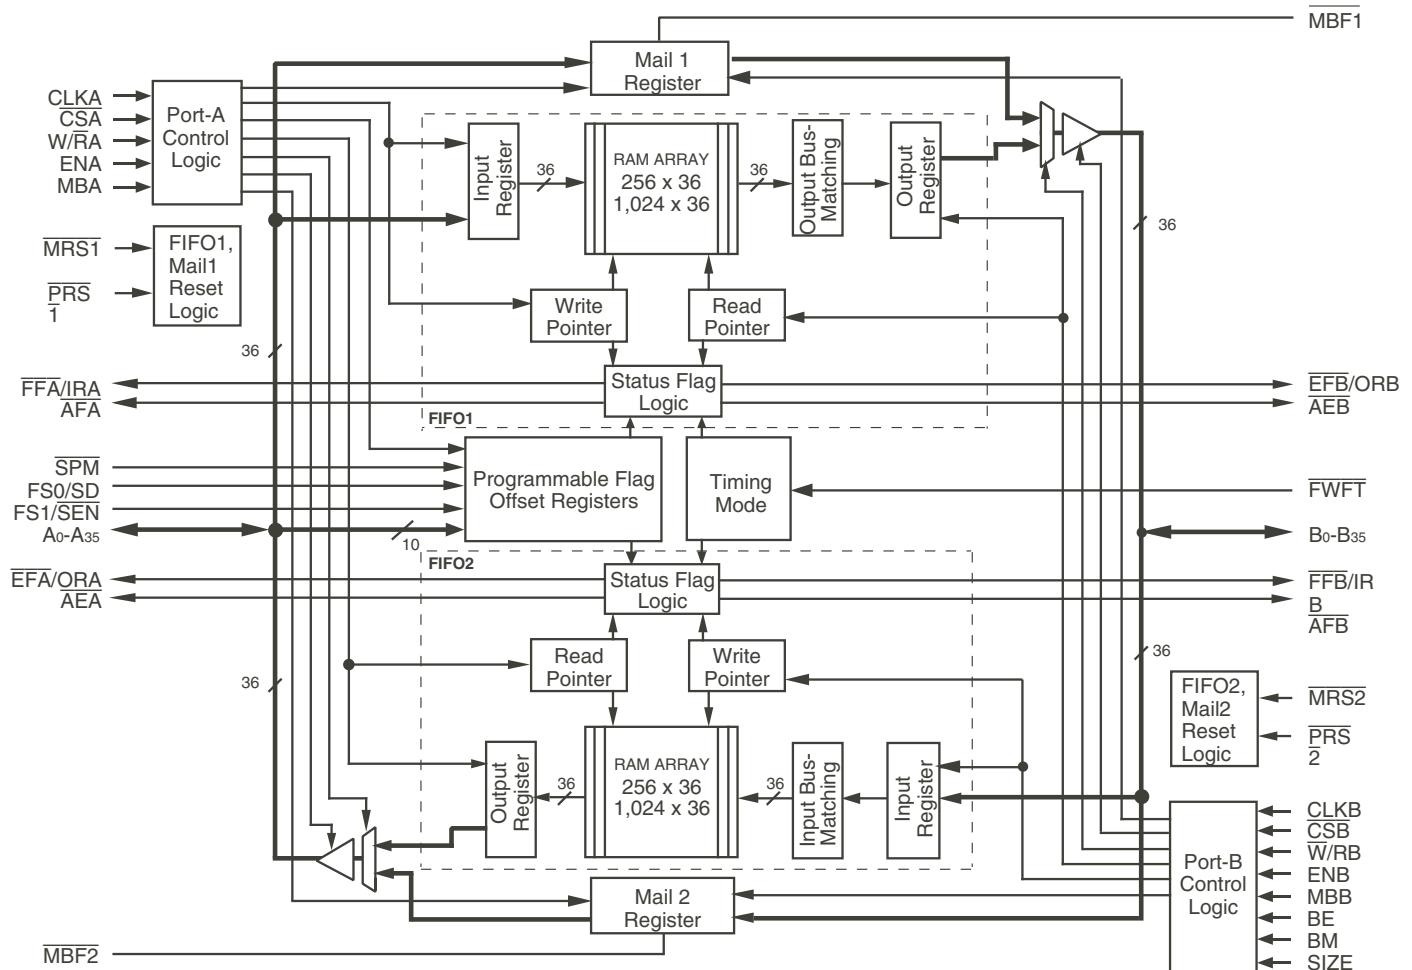 MBF1
Mail 1
Register
CLKA
CSA
W/RA
ENA
MBA
Port-A
Control
Logic
Input
Register
36
RAM ARRAY
256 x 36
1,024 x 36
36
Output Bus-
Matching
Output
Register
36
MRS1
PRS
1
FIFO1,
Mail1
Reset
Logic
Write
Pointer
Read
Pointer
36
FFA/IRA
AFA
Status Flag
Logic
EFB/ORB
AEB
FIFO1
SPM
FS0/SD
FS1/SEN
A0-A35
Programmable Flag
Offset Registers
10
Timing
Mode
FWFT
B0-B35
FIFO2
EFA/ORA
AEA
Status Flag
Logic
FFB/IR
B
AFB
36
Read
Pointer
Write
Pointer
36
FIFO2,
Mail2
Reset
Logic
MRS2
PRS
2
Output
Register
36
RAM ARRAY
256 x 36
1,024 x 36
36
Input Bus-
Matching
Input
Register
Port-B
Control
Logic
CLKB
CSB
W/RB
ENB
MBB
BE
BM
SIZE
Mail 2
Register
MBF2